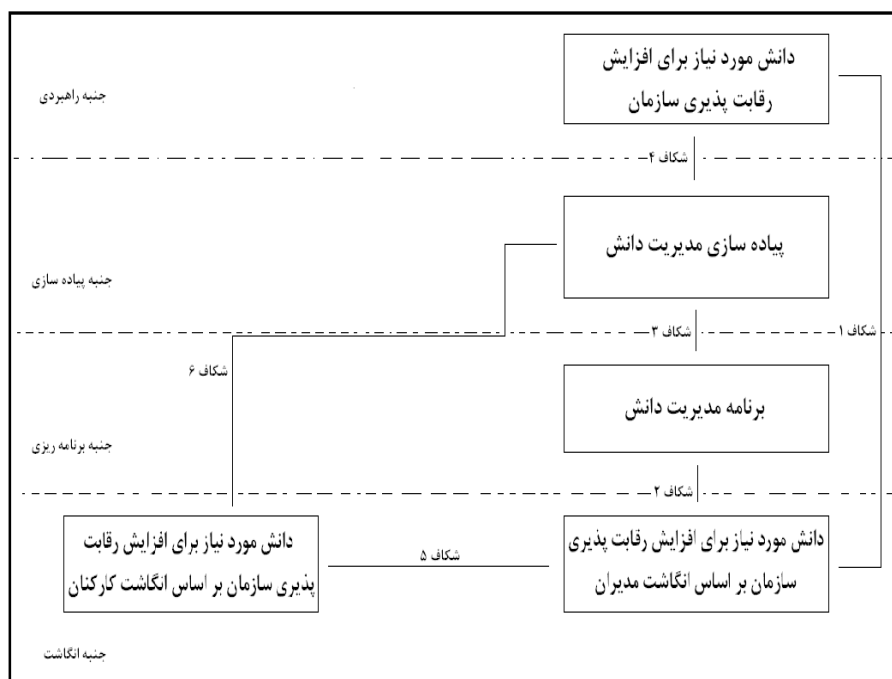 دانش مورد نیاز برای افزایش
رقابت پذیری سازمان
جنبه راهبردی
شکاف ۴
پیاده سازی مدیریت دانش
جنبه پیاده سازی
شکاف ۱
شکاف ۳
شکاف ۶
برنامه مدیریت دانش
جنبه برنامه ریزی
شکاف ۲
دانش مورد نیاز برای افزایش رقابت پذیری
سازمان بر اساس انگاشت مدیران
شکاف ۵
دانش مورد نیاز برای افزایش رقابت
پذیری سازمان بر اساس انگاشت کارکنان
جنبه انگاشت